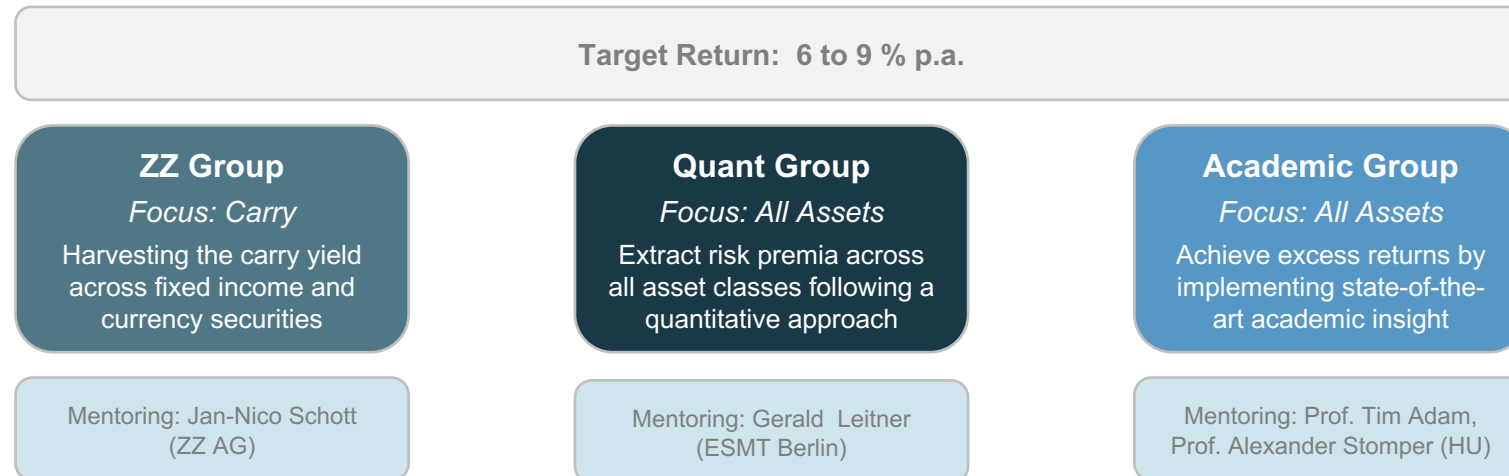 Target Return: 6 to 9 % p.a.
ZZ Group
Focus: Carry
Harvesting the carry yield
across fixed income and
currency securities
Mentoring: Jan-Nico Schott
(ZZ AG)
Quant Group
Focus: All Assets
Extract risk premia across
all asset classes following a
quantitative approach
Mentoring: Gerald Leitner
(ESMT Berlin)
Academic Group
Focus: All Assets
Achieve excess returns by
implementing state-of-the-
art academic insight
Mentoring: Prof. Tim Adam,
Prof. Alexander Stomper (HU)